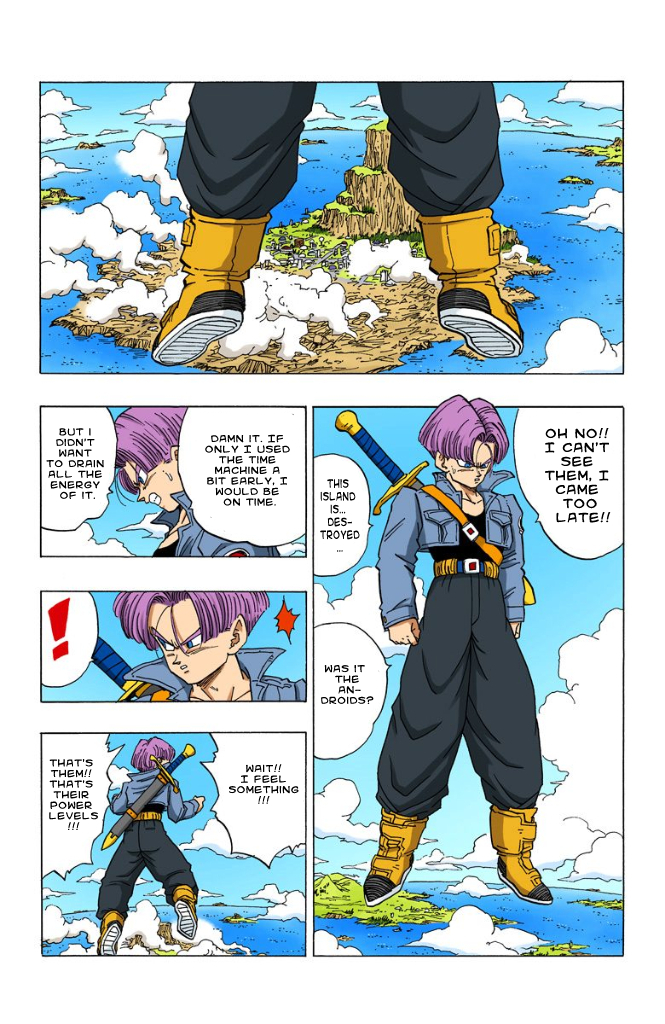 OH NO!!
I CAN'T
SEE
THEM, I
CAME
TOO
LATE!!
THIS
ISLAND
IS...
DES-
TROYED
...
WAS IT
THE
AN-
DROIDS?
DAMN IT. IF
ONLY I USED
THE TIME
MACHINE A
BIT EARLY, I
WOULD BE
ON TIME.
BUT I
DIDN'T
WANT
TO DRAIN
ALL THE
ENERGY
OF IT.
!
WAIT!!
I FEEL
SOMETHING
!!!
THAT'S
THEM!!
THAT'S
THEIR
POWER
LEVELS
!!!